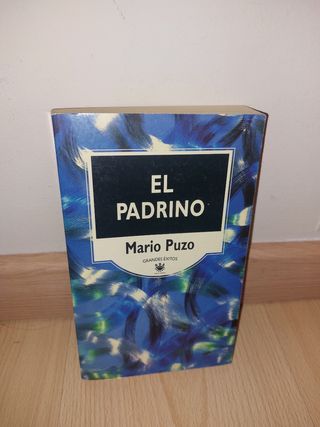 EL
PADRINO
Mario Puzo
GRANDES ÉXITOS